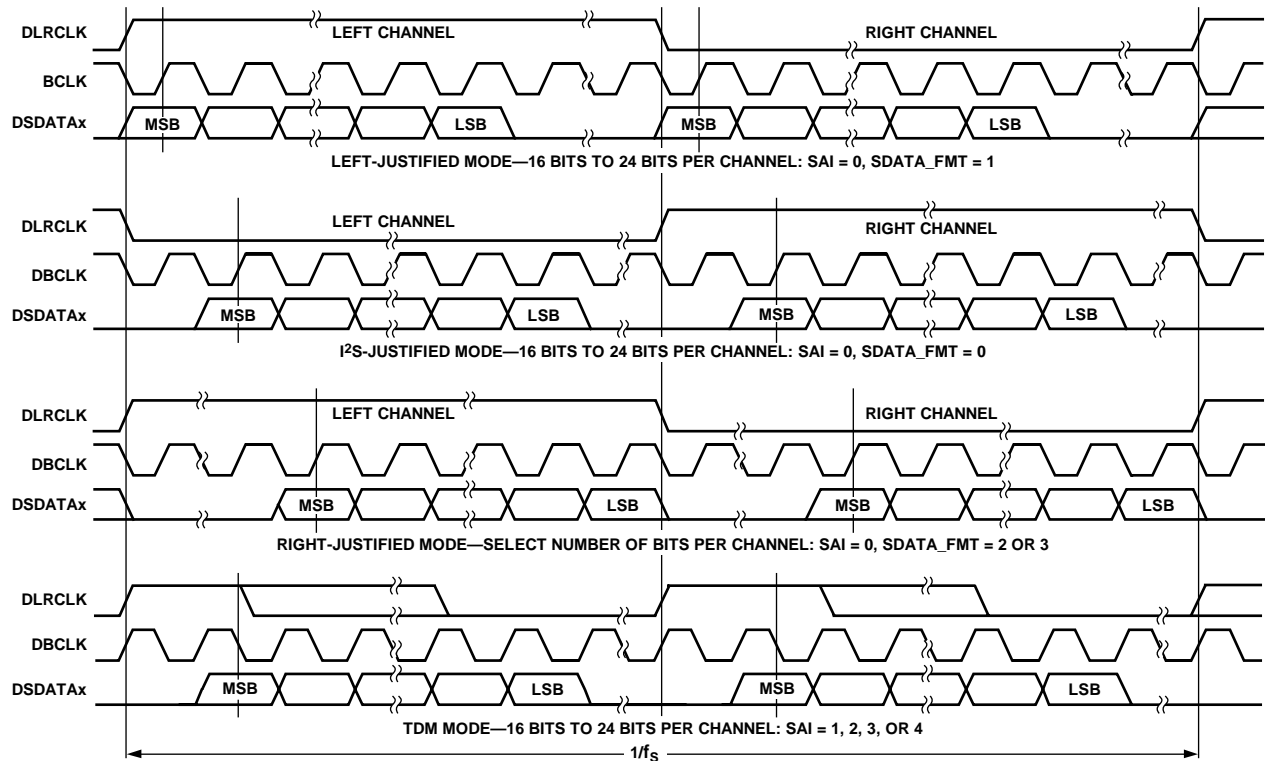 DLRCLK LEFT CHANNEL RIGHT CHANNEL
BCLK
DSDATAx MSB LSB MSB LSB
LEFT-JUSTIFIED MODE—16 BITS TO 24 BITS PER CHANNEL: SAI = 0, SDATA_FMT = 1
DLRCLK LEFT CHANNEL RIGHT CHANNEL
DBCLK
DSDATAx MSB LSB MSB LSB
I²S-JUSTIFIED MODE—16 BITS TO 24 BITS PER CHANNEL: SAI = 0, SDATA_FMT = 0
DLRCLK LEFT CHANNEL RIGHT CHANNEL
DBCLK
DSDATAx MSB LSB MSB LSB
RIGHT-JUSTIFIED MODE—SELECT NUMBER OF BITS PER CHANNEL: SAI = 0, SDATA_FMT = 2 OR 3
DLRCLK
DBCLK
DSDATAx MSB LSB MSB LSB
TDM MODE—16 BITS TO 24 BITS PER CHANNEL: SAI = 1, 2, 3, OR 4
1/fS